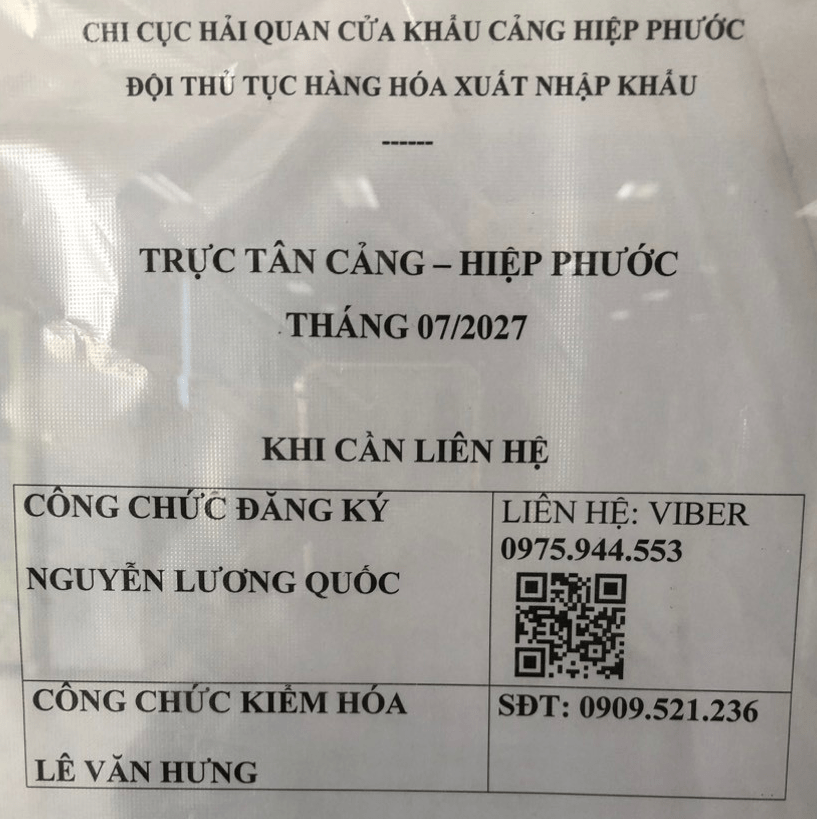 CHI CỤC HẢI QUAN CỬA KHẨU CẢNG HIỆP PHƯỚC
ĐỘI THỦ TỤC HÀNG HÓA XUẤT NHẬP KHẨU
------
TRỰC TÂN CẢNG – HIỆP PHƯỚC
THÁNG 07/2027
KHI CẦN LIÊN HỆ
CÔNG CHỨC ĐĂNG KÝ
NGUYỄN LƯƠNG QUỐC
LIÊN HỆ: VIBER
0975.944.553
CÔNG CHỨC KIỂM HÓA
LÊ VĂN HƯNG
SĐT: 0909.521.236